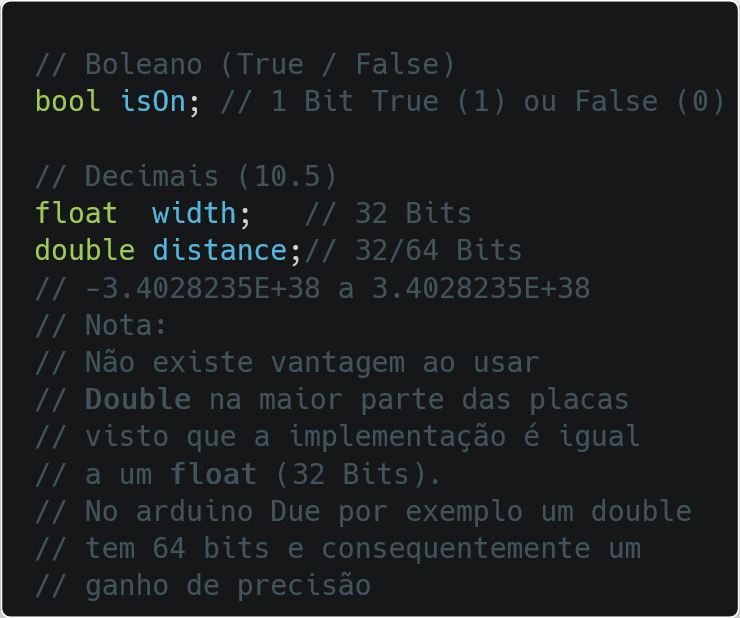 // Boleano (True / False)
bool isOn; // 1 Bit True (1) ou False (0)
// Decimais (10.5)
float  width;   // 32 Bits
double distance;// 32/64 Bits
// −3.4028235E+38 a 3.4028235E+38
// Nota:
// Não existe vantagem ao usar
// Double na maior parte das placas
// visto que a implementação é igual
// a um float (32 Bits).
// No arduino Due por exemplo um double
// tem 64 bits e consequentemente um
// ganho de precisão